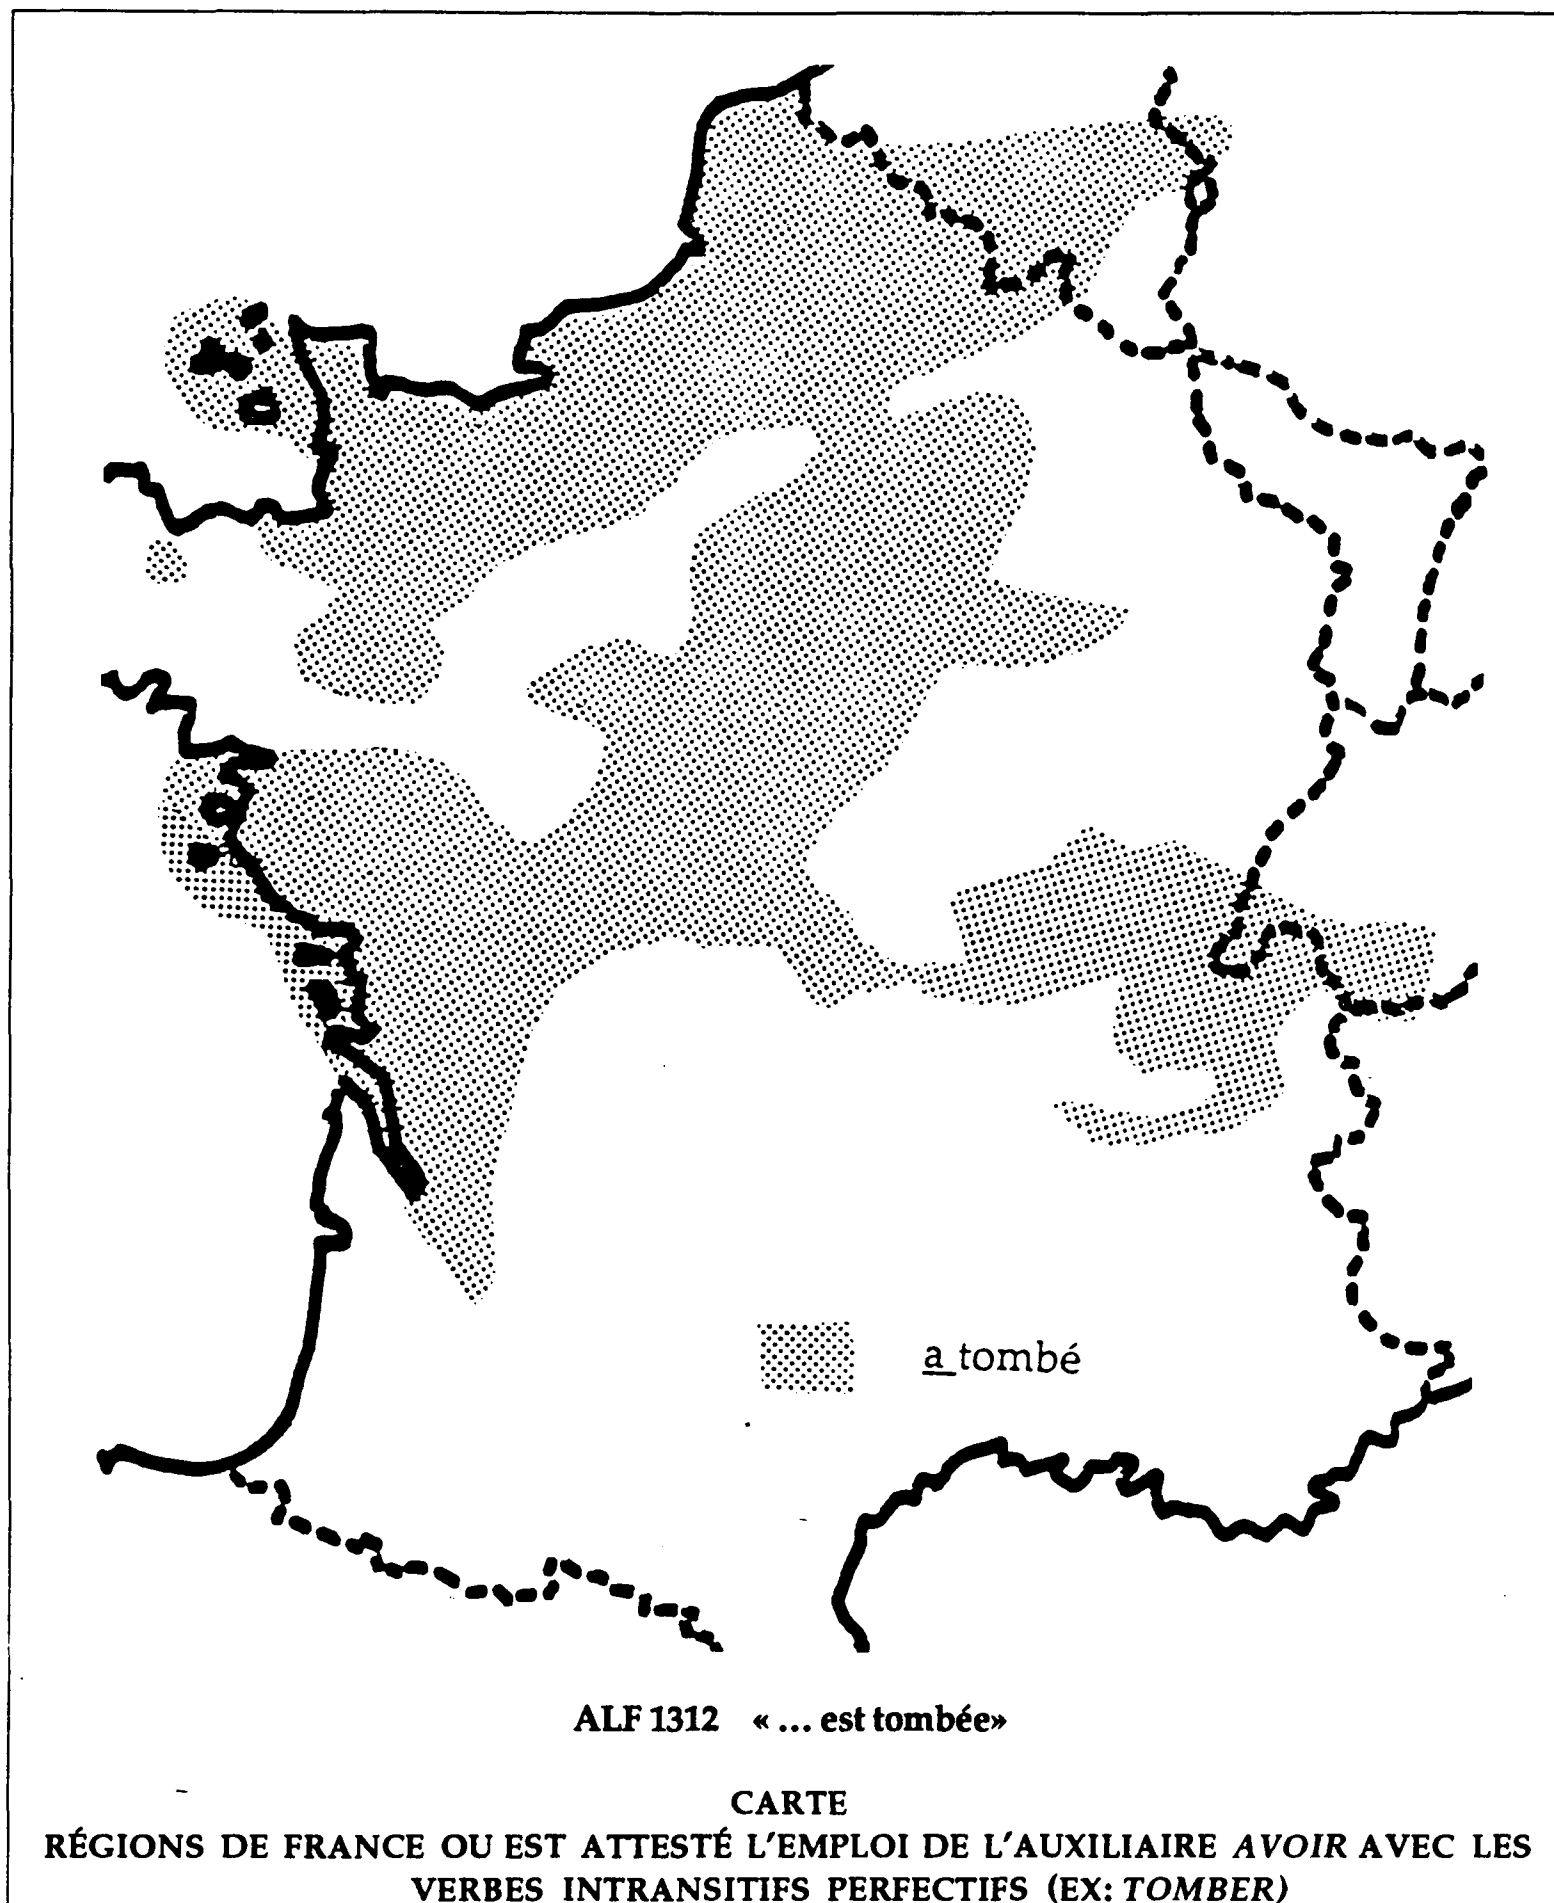 a tombé
ALF 1312 « ... est tombée»
CARTE
RÉGIONS DE FRANCE OU EST ATTESTÉ L'EMPLOI DE L'AUXILIAIRE AVOIR AVEC LES
VERBES INTRANSITIFS PERFECTIFS (EX: TOMBER)